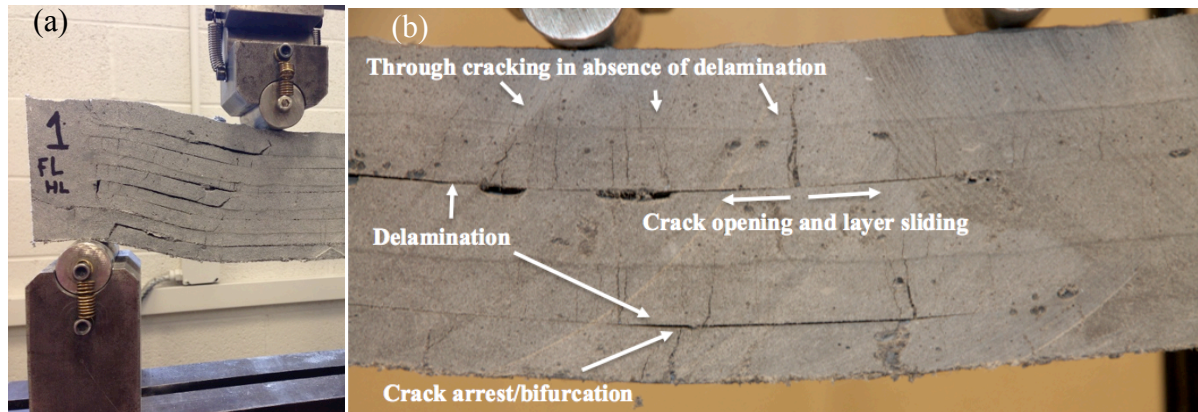 (a)
1
FL
HL
(b)
Through cracking in absence of delamination
Crack opening and layer sliding
Delamination
Crack arrest/bifurcation